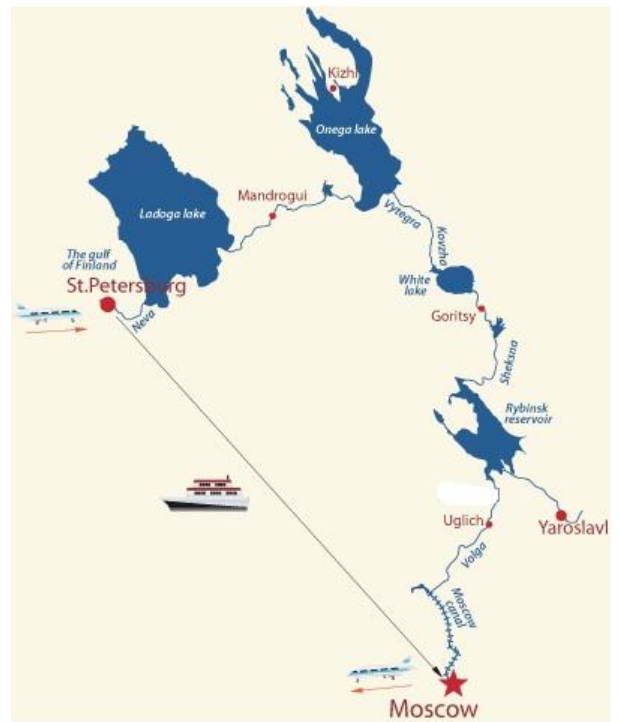 Kizhi
Onega lake
Mandrogui
Ladoga lake
Vytegra
Kovzha
The gulf
of Finland
St.Petersburg
White
lake
Neva
Goritsy
Sheksna
Rybinsk
reservoir
Uglich
Yaroslavl
Volga
Moscow
canal
Moscow